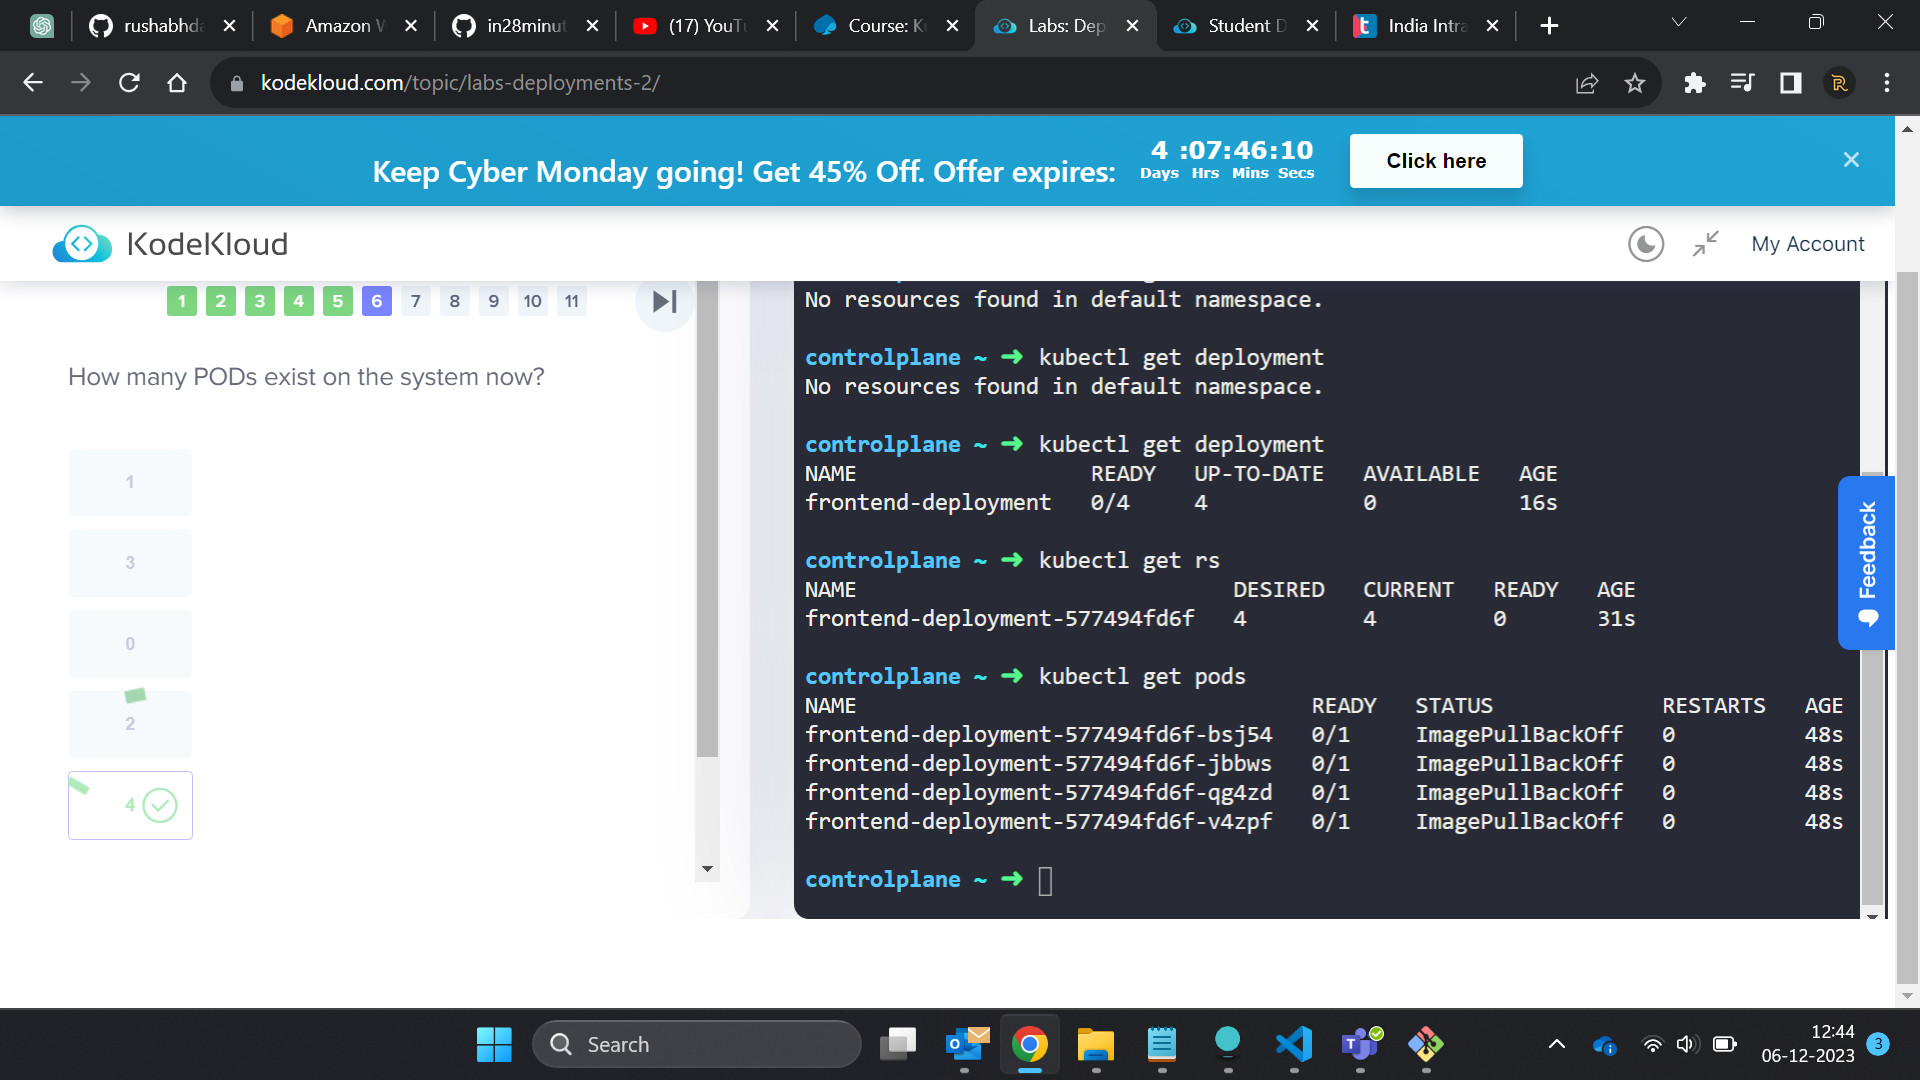 rushabhda
Amazon W
in28minut
(17) YouTu
Course: Ku
Labs: Dep
Student D
India Intra
kodekloud.com/topic/labs-deployments-2/
Keep Cyber Monday going! Get 45% Off. Offer expires:
4 :07:46:10
Days Hrs Mins Secs
Click here
KodeKloud
My Account
1 2 3 4 5 6 7 8 9 10 11
How many PODs exist on the system now?
1
3
0
2
4
No resources found in default namespace.
controlplane ~ ➜ kubectl get deployment
No resources found in default namespace.
controlplane ~ ➜ kubectl get deployment
NAME READY UP-TO-DATE AVAILABLE AGE
frontend-deployment 0/4 4 0 16s
controlplane ~ ➜ kubectl get rs
NAME DESIRED CURRENT READY AGE
frontend-deployment-577494fd6f 4 4 0 31s
controlplane ~ ➜ kubectl get pods
NAME READY STATUS RESTARTS AGE
frontend-deployment-577494fd6f-bsj54 0/1 ImagePullBackOff 0 48s
frontend-deployment-577494fd6f-jbbws 0/1 ImagePullBackOff 0 48s
frontend-deployment-577494fd6f-qg4zd 0/1 ImagePullBackOff 0 48s
frontend-deployment-577494fd6f-v4zpf 0/1 ImagePullBackOff 0 48s
controlplane ~ ➜
Feedback
Search
12:44
06-12-2023
3